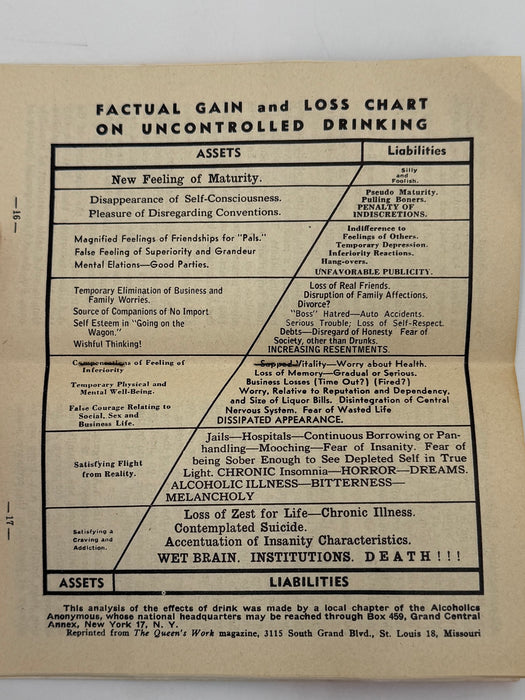 FACTUAL GAIN and LOSS CHART
ON UNCONTROLLED DRINKING
ASSETS
Liabilities
New Feeling of Maturity.
Silly
and
Foolish.
Disappearance of Self-Consciousness.
Pleasure of Disregarding Conventions.
Pseudo Maturity.
Pulling Boners.
PENALTY OF
INDISCRETIONS.
Magnified Feelings of Friendships for "Pals."
False Feeling of Superiority and Grandeur
Mental Elations—Good Parties.
Indifference to
Feelings of Others.
Temporary Depression.
Inferiority Reactions.
Hang-overs.
UNFAVORABLE PUBLICITY.
Temporary Elimination of Business and
Family Worries.
Source of Companions of No Import
Self Esteem in "Going on the
Wagon."
Wishful Thinking!
Loss of Real Friends.
Disruption of Family Affections.
Divorce?
"Boss" Hatred—Auto Accidents.
Serious Trouble; Loss of Self-Respect.
Debts—Disregard of Honesty Fear of
Society, other than Drunks.
INCREASING RESENTMENTS.
Compensations of Feeling of
Inferiority
Temporary Physical and
Mental Well-Being.
False Courage Relating to
Social, Sex and
Business Life.
Sapped Vitality—Worry about Health.
Loss of Memory—Gradual or Serious.
Business Losses (Time Out?) (Fired?)
Worry, Relative to Reputation and Dependency,
and Size of Liquor Bills. Disintegration of Central
Nervous System. Fear of Wasted Life
DISSIPATED APPEARANCE.
Satisfying Flight
from Reality.
Jails—Hospitals—Continuous Borrowing or Pan-
handling—Mooching—Fear of Insanity. Fear of
being Sober Enough to See Depleted Self in True
Light. CHRONIC Insomnia—HORROR—DREAMS.
ALCOHOLIC ILLNESS—BITTERNESS—
MELANCHOLY
Satisfying a
Craving and
Addiction.
Loss of Zest for Life—Chronic Illness.
Contemplated Suicide.
Accentuation of Insanity Characteristics.
WET BRAIN. INSTITUTIONS. DEATH!!!
ASSETS
LIABILITIES
This analysis of the effects of drink was made by a local chapter of the Alcoholics
Anonymous, whose national headquarters may be reached through Box 459, Grand Central
Annex, New York 17, N. Y.
Reprinted from The Queen's Work magazine, 3115 South Grand Blvd., St. Louis 18, Missouri
—16—
—17—